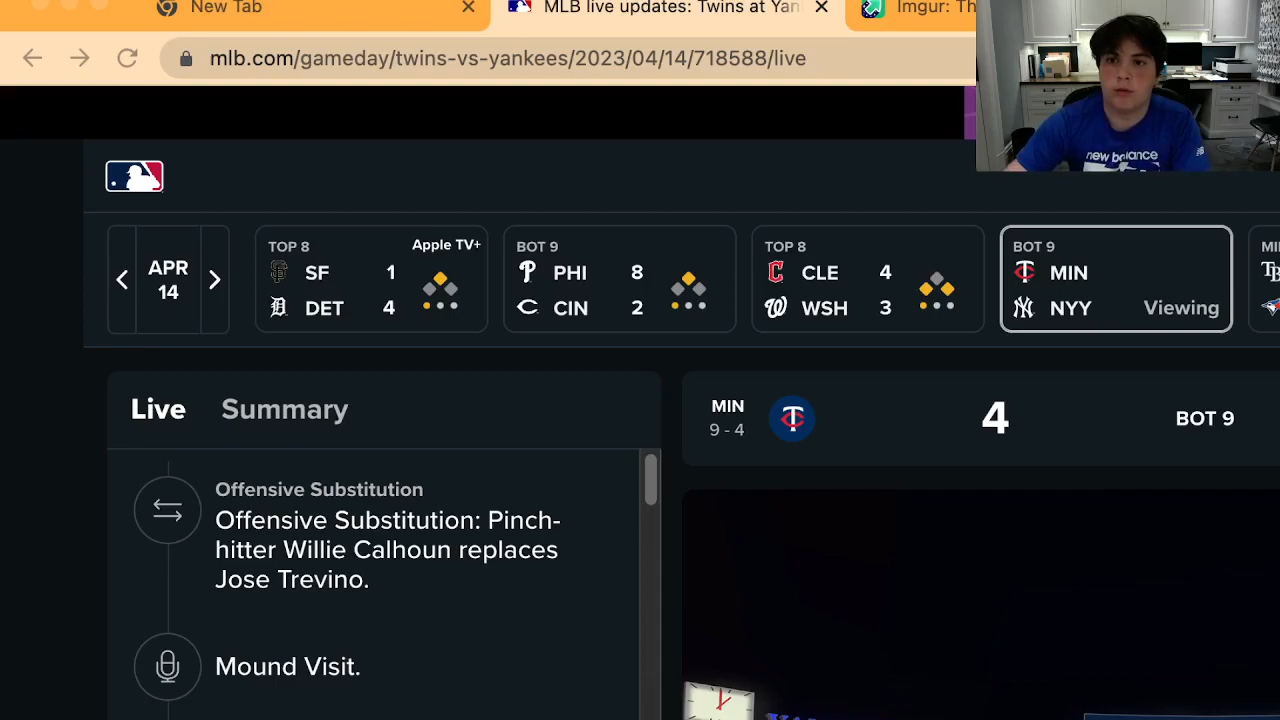 New Tab
MLB live updates: Twins at Yan
Imgur: Th
mlb.com/gameday/twins-vs-yankees/2023/04/14/718588/live
new balance
APR
14
TOP 8
Apple TV+
SF 1
DET 4
BOT 9
PHI 8
CIN 2
TOP 8
CLE 4
WSH 3
BOT 9
MIN
NYY Viewing
Live Summary
MIN
9 - 4
4
BOT 9
Offensive Substitution
Offensive Substitution: Pinch-
hitter Willie Calhoun replaces
Jose Trevino.
Mound Visit.